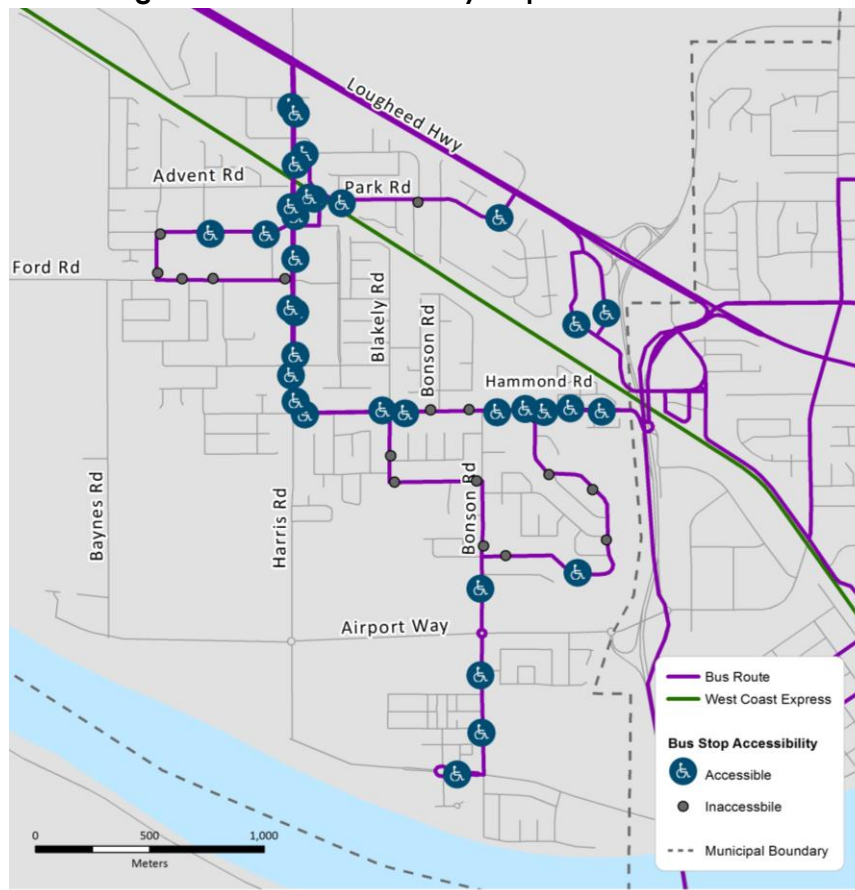 Lougheed Hwy
Advent Rd
Park Rd
Ford Rd
Blakely Rd
Bonson Rd
Hammond Rd
Baynes Rd
Harris Rd
Bonson Rd
Airport Way
Bus Route
West Coast Express
Bus Stop Accessibility
Accessible
Inaccessbile
Municipal Boundary
0 500 1,000
Meters